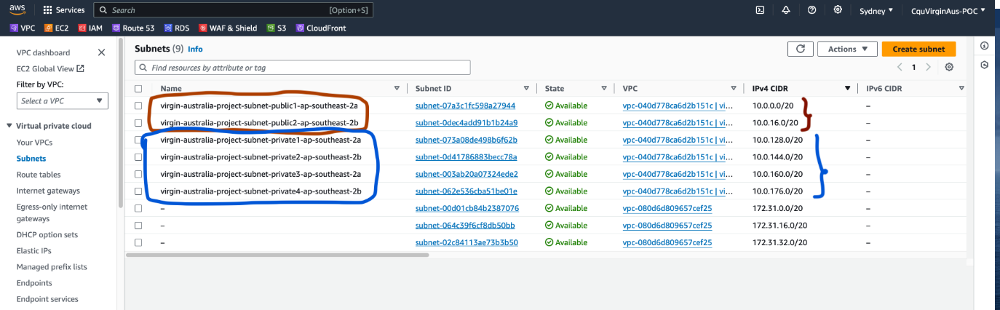 aws Services Search [Option+S] Sydney CquVirginAus-POC
VPC EC2 IAM Route 53 RDS WAF & Shield S3 CloudFront
VPC dashboard
EC2 Global View
Filter by VPC:
Select a VPC
Virtual private cloud
Your VPCs
Subnets
Route tables
Internet gateways
Egress-only internet
gateways
DHCP option sets
Elastic IPs
Managed prefix lists
Endpoints
Endpoint services
Subnets (9) Info Actions Create subnet
Find resources by attribute or tag 1
Name Subnet ID State VPC IPv4 CIDR IPv6 CIDR
virgin-australia-project-subnet-public1-ap-southeast-2a subnet-07a3c1fc598a27944 Available vpc-040d778ca6d2b151c | vi... 10.0.0.0/20 –
virgin-australia-project-subnet-public2-ap-southeast-2b subnet-0dec4add91b1b24a9 Available vpc-040d778ca6d2b151c | vi... 10.0.16.0/20 –
virgin-australia-project-subnet-private1-ap-southeast-2a subnet-073a08de498b6f62b Available vpc-040d778ca6d2b151c | vi... 10.0.128.0/20 –
virgin-australia-project-subnet-private2-ap-southeast-2b subnet-0d41786883becc78a Available vpc-040d778ca6d2b151c | vi... 10.0.144.0/20 –
virgin-australia-project-subnet-private3-ap-southeast-2a subnet-003ab20a07324ede2 Available vpc-040d778ca6d2b151c | vi... 10.0.160.0/20 –
virgin-australia-project-subnet-private4-ap-southeast-2b subnet-062e536cba51be01e Available vpc-040d778ca6d2b151c | vi... 10.0.176.0/20 –
– subnet-00d01cb84b2387076 Available vpc-080d6d809657cef25 172.31.0.0/20 –
– subnet-064c39f6cf8db50bb Available vpc-080d6d809657cef25 172.31.16.0/20 –
– subnet-02c84113ae73b3b50 Available vpc-080d6d809657cef25 172.31.32.0/20 –